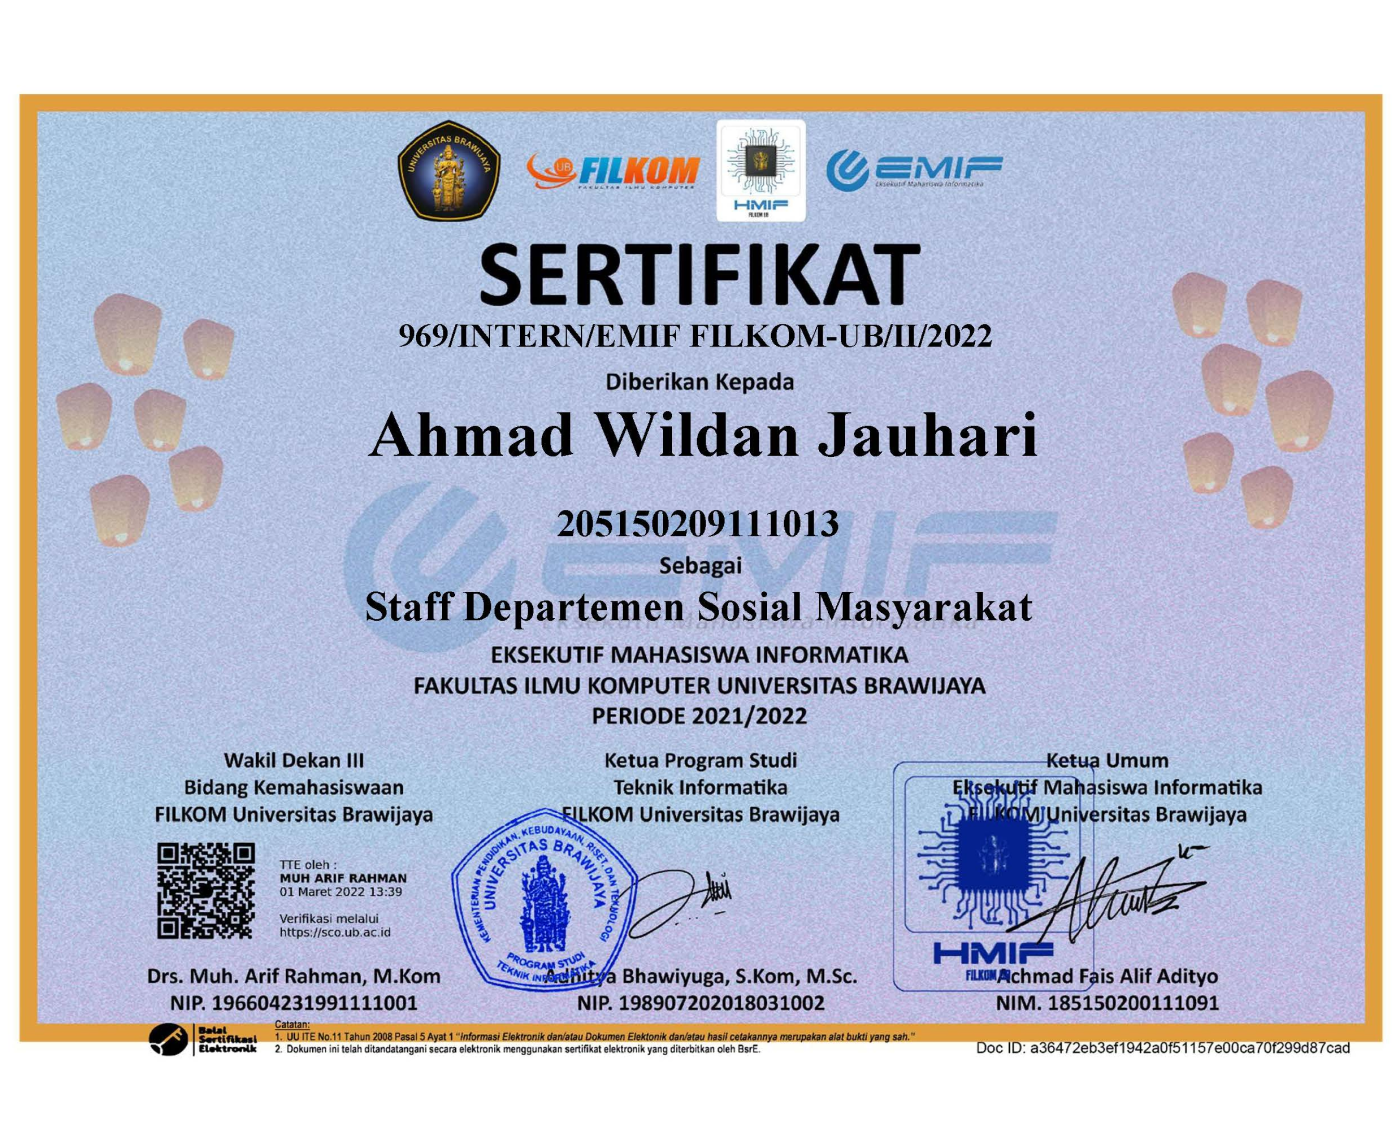 UNIVERSITAS BRAWIJAYA
UB FILKOM
FAKULTAS ILMU KOMPUTER
HMIF
FILKOM UB
EMIF
Eksekutif Mahasiswa Informatika
SERTIFIKAT
969/INTERN/EMIF FILKOM-UB/II/2022
Diberikan Kepada
Ahmad Wildan Jauhari
205150209111013
EMIF
Sebagai
Staff Departemen Sosial Masyarakat
Eksekutif Mahasiswa Informatika
EKSEKUTIF MAHASISWA INFORMATIKA
FAKULTAS ILMU KOMPUTER UNIVERSITAS BRAWIJAYA
PERIODE 2021/2022
Wakil Dekan III
Bidang Kemahasiswaan
FILKOM Universitas Brawijaya
TTE oleh :
MUH ARIF RAHMAN
01 Maret 2022 13:39
Verifikasi melalui
https://sco.ub.ac.id
Drs. Muh. Arif Rahman, M.Kom
NIP. 196604231991111001
Ketua Program Studi
Teknik Informatika
FILKOM Universitas Brawijaya
KEMENTERIAN PENDIDIKAN, KEBUDAYAAN, RISET, DAN TEKNOLOGI
UNIVERSITAS BRAWIJAYA
PROGRAM STUDI
TEKNIK INFORMATIKA
Adhitya Bhawiyuga, S.Kom, M.Sc.
NIP. 198907202018031002
Ketua Umum
Eksekutif Mahasiswa Informatika
FILKOM Universitas Brawijaya
HMIF
FILKOM UB
Achmad Fais Alif Adityo
NIM. 185150200111091
Balai
Sertifikasi
Elektronik
Catatan:
1. UU ITE No.11 Tahun 2008 Pasal 5 Ayat 1 "Informasi Elektronik dan/atau Dokumen Elektonik dan/atau hasil cetakannya merupakan alat bukti yang sah."
2. Dokumen ini telah ditandatangani secara elektronik menggunakan sertifikat elektronik yang diterbitkan oleh BsrE.
Doc ID: a36472eb3ef1942a0f51157e00ca70f299d87cad